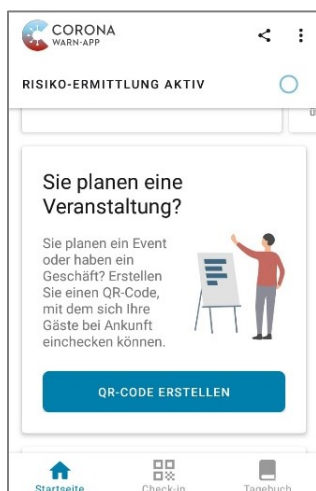 CORONA
WARN-APP
RISIKO-ERMITTLUNG AKTIV
Sie planen eine
Veranstaltung?
Sie planen ein Event
oder haben ein
Geschäft? Erstellen
Sie einen QR-Code,
mit dem sich Ihre
Gäste bei Ankunft
einchecken können.
QR-CODE ERSTELLEN
Startseite
Check-in
Tagebuch